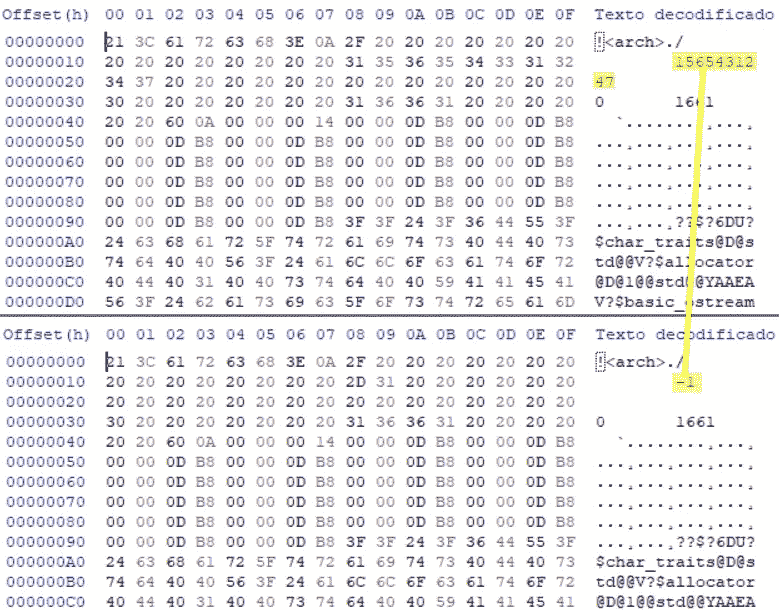 Offset(h) 00 01 02 03 04 05 06 07 08 09 0A 0B 0C 0D 0E 0F Texto decodificado
00000000 21 3C 61 72 63 68 3E 0A 2F 20 20 20 20 20 20 20 !<arch>./
00000010 20 20 20 20 20 20 20 20 31 35 36 35 34 33 31 32 15654312
00000020 34 37 20 20 20 20 20 20 20 20 20 20 20 20 20 20 47
00000030 30 20 20 20 20 20 20 20 31 36 36 31 20 20 20 20 0 1661
00000040 20 20 60 0A 00 00 00 14 00 00 0D B8 00 00 0D B8 `.......¸...¸
00000050 00 00 0D B8 00 00 0D B8 00 00 0D B8 00 00 0D B8 ...¸...¸...¸...¸
00000060 00 00 0D B8 00 00 0D B8 00 00 0D B8 00 00 0D B8 ...¸...¸...¸...¸
00000070 00 00 0D B8 00 00 0D B8 00 00 0D B8 00 00 0D B8 ...¸...¸...¸...¸
00000080 00 00 0D B8 00 00 0D B8 00 00 0D B8 00 00 0D B8 ...¸...¸...¸...¸
00000090 00 00 0D B8 00 00 0D B8 3F 3F 24 3F 36 44 55 3F ...¸...¸??$?6DU?
000000A0 24 63 68 61 72 5F 74 72 61 69 74 73 40 44 40 73 $char_traits@D@s
000000B0 74 64 40 40 56 3F 24 61 6C 6C 6F 63 61 74 6F 72 td@@V?$allocator
000000C0 40 44 40 31 40 40 73 74 64 40 40 59 41 41 45 41 @D@1@@std@@YAAEA
000000D0 56 3F 24 62 61 73 69 63 5F 6F 73 74 72 65 61 6D V?$basic_ostream
Offset(h) 00 01 02 03 04 05 06 07 08 09 0A 0B 0C 0D 0E 0F Texto decodificado
00000000 21 3C 61 72 63 68 3E 0A 2F 20 20 20 20 20 20 20 !<arch>./
00000010 20 20 20 20 20 20 20 20 2D 31 20 20 20 20 20 20 -1
00000020 20 20 20 20 20 20 20 20 20 20 20 20 20 20 20 20
00000030 30 20 20 20 20 20 20 20 31 36 36 31 20 20 20 20 0 1661
00000040 20 20 60 0A 00 00 00 14 00 00 0D B8 00 00 0D B8 `.......¸...¸
00000050 00 00 0D B8 00 00 0D B8 00 00 0D B8 00 00 0D B8 ...¸...¸...¸...¸
00000060 00 00 0D B8 00 00 0D B8 00 00 0D B8 00 00 0D B8 ...¸...¸...¸...¸
00000070 00 00 0D B8 00 00 0D B8 00 00 0D B8 00 00 0D B8 ...¸...¸...¸...¸
00000080 00 00 0D B8 00 00 0D B8 00 00 0D B8 00 00 0D B8 ...¸...¸...¸...¸
00000090 00 00 0D B8 00 00 0D B8 3F 3F 24 3F 36 44 55 3F ...¸...¸??$?6DU?
000000A0 24 63 68 61 72 5F 74 72 61 69 74 73 40 44 40 73 $char_traits@D@s
000000B0 74 64 40 40 56 3F 24 61 6C 6C 6F 63 61 74 6F 72 td@@V?$allocator
000000C0 40 44 40 31 40 40 73 74 64 40 40 59 41 41 45 41 @D@1@@std@@YAAEA